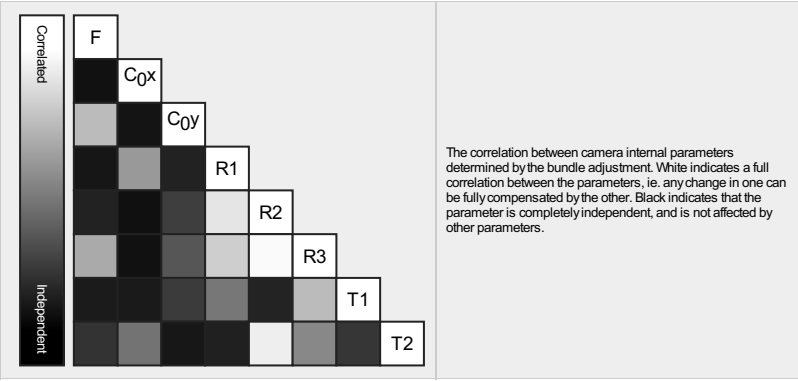 Correlated
Independent
F
C0x
C0y
R1
R2
R3
T1
T2
The correlation between camera internal parameters
determined by the bundle adjustment. White indicates a full
correlation between the parameters, ie. any change in one can
be fully compensated by the other. Black indicates that the
parameter is completely independent, and is not affected by
other parameters.